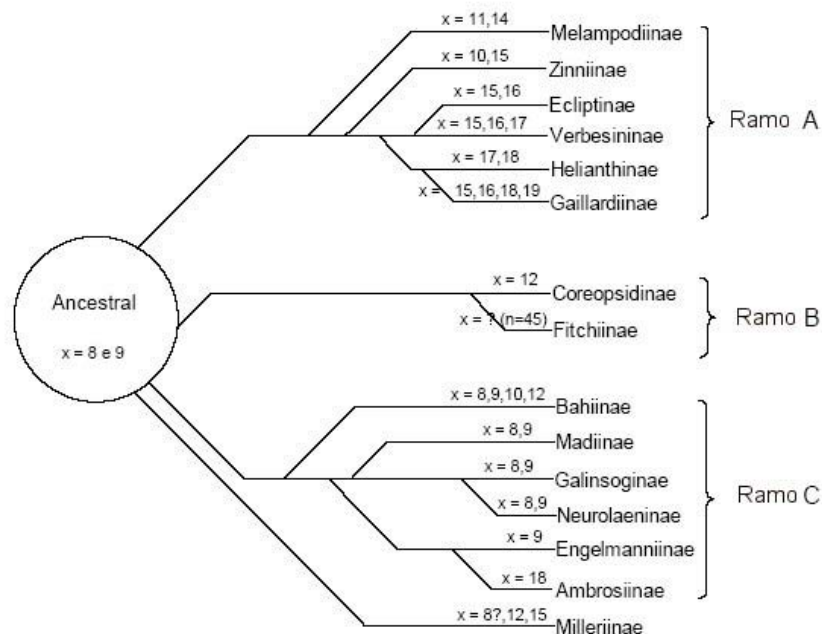 x = 11,14
Melampodiinae
x = 10,15
Zinniinae
x = 15,16
Ecliptinae
x = 15,16,17
Verbesininae
Ramo A
x = 17,18
Helianthinae
x = 15,16,18,19
Gaillardiinae
Ancestral
x = 8 e 9
x = 12
Coreopsidinae
x = ? (n=45)
Fitchiinae
Ramo B
x = 8,9,10,12
Bahiinae
x = 8,9
Madiinae
x = 8,9
Galinsoginae
x = 8,9
Neurolaeninae
Ramo C
x = 9
Engelmanniinae
x = 18
Ambrosiinae
x = 8?,12,15
Milleriinae